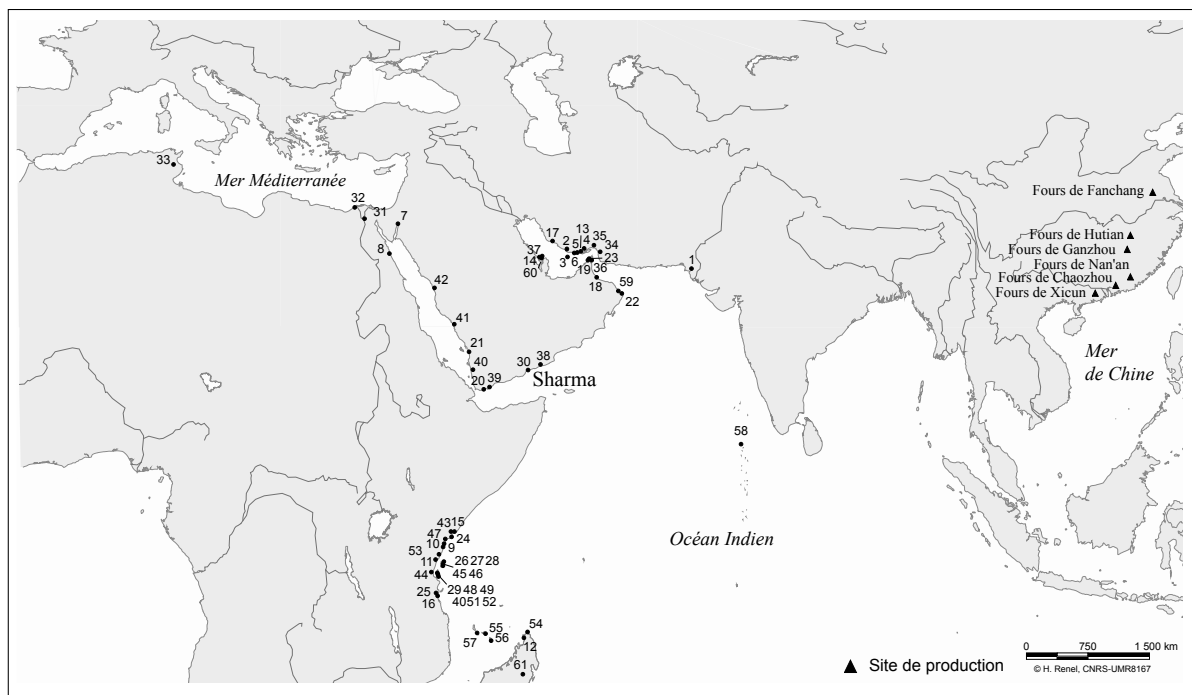 Fours de Fanchang
33
Mer Méditerranée
32
31
7
8
Fours de Hutian
Fours de Ganzhou
Fours de Nan'an
Fours de Chaozhou
Fours de Xicun
13
17
2
5
4
35
34
37
14
60
3
6
19
23
36
18
1
59
22
42
41
21
40
20
39
30
38
Sharma
Mer
de Chine
58
43 15
47
24
10
9
53
11
26 27 28
44
45 46
25
29 48 49
16
40 51 52
Océan Indien
55
54
57
56
12
61
0 750 1 500 km
Site de production
© H. Renel, CNRS-UMR8167